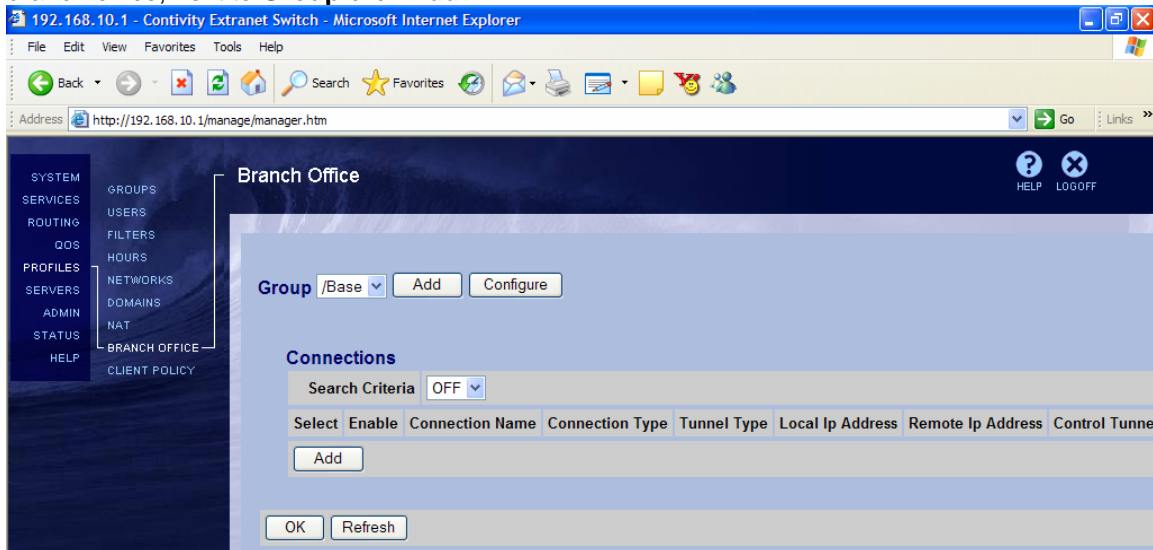 192.168.10.1 - Contivity Extranet Switch - Microsoft Internet Explorer
File Edit View Favorites Tools Help
Back Search Favorites
Address http://192.168.10.1/manage/manager.htm Go Links »
SYSTEM
SERVICES
ROUTING
QOS
PROFILES
SERVERS
ADMIN
STATUS
HELP
GROUPS
USERS
FILTERS
HOURS
NETWORKS
DOMAINS
NAT
BRANCH OFFICE
CLIENT POLICY
Branch Office
HELP LOGOFF
Group /Base Add Configure
Connections
Search Criteria OFF
Select Enable Connection Name Connection Type Tunnel Type Local Ip Address Remote Ip Address Control Tunne
Add
OK Refresh